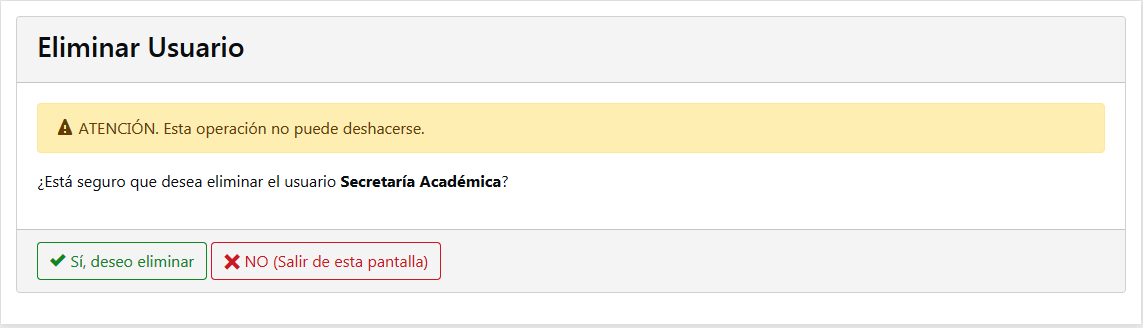 Eliminar Usuario
ATENCIÓN. Esta operación no puede deshacerse.
¿Está seguro que desea eliminar el usuario Secretaría Académica?
Sí, deseo eliminar
NO (Salir de esta pantalla)